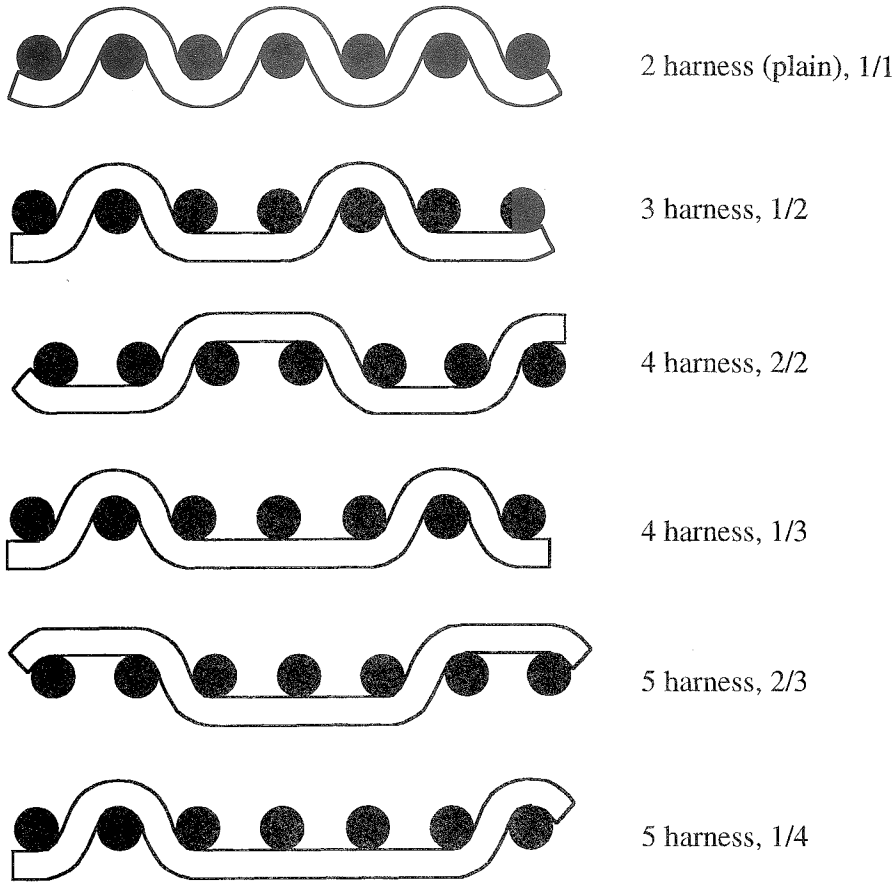 2 harness (plain), 1/1
3 harness, 1/2
4 harness, 2/2
4 harness, 1/3
5 harness, 2/3
5 harness, 1/4